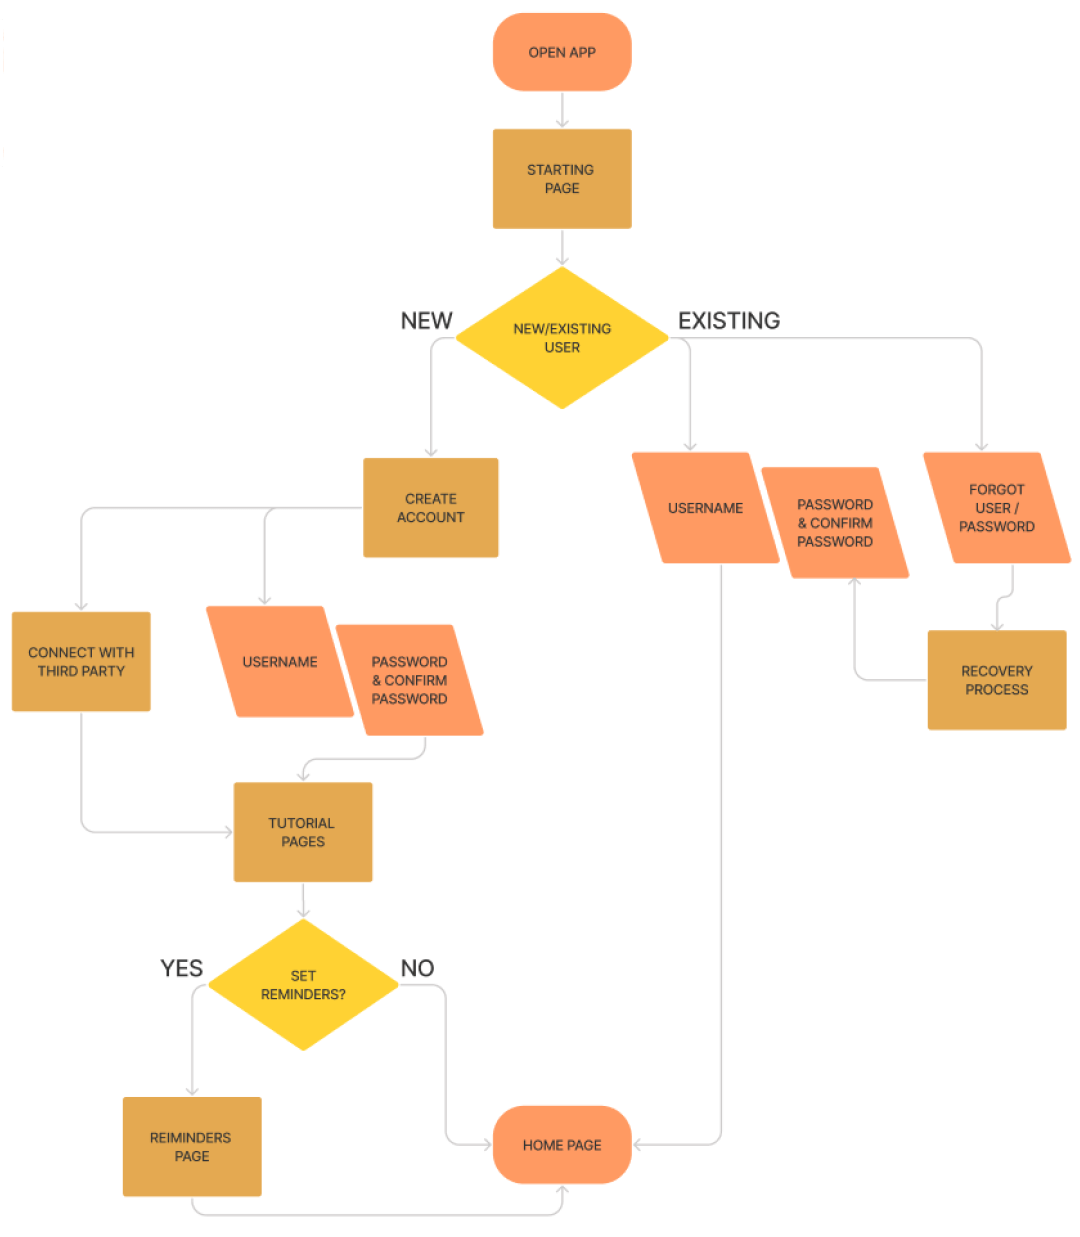 OPEN APP
STARTING
PAGE
NEW
NEW/EXISTING
USER
EXISTING
CREATE
ACCOUNT
USERNAME
PASSWORD
& CONFIRM
PASSWORD
FORGOT
USER /
PASSWORD
CONNECT WITH
THIRD PARTY
USERNAME
PASSWORD
& CONFIRM
PASSWORD
RECOVERY
PROCESS
TUTORIAL
PAGES
YES
SET
REMINDERS?
NO
REIMINDERS
PAGE
HOME PAGE